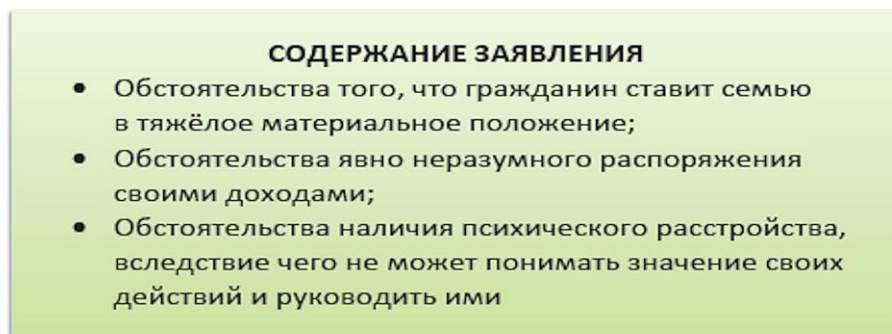 СОДЕРЖАНИЕ ЗАЯВЛЕНИЯ
• Обстоятельства того, что гражданин ставит семью
в тяжёлое материальное положение;
• Обстоятельства явно неразумного распоряжения
своими доходами;
• Обстоятельства наличия психического расстройства,
вследствие чего не может понимать значение своих
действий и руководить ими